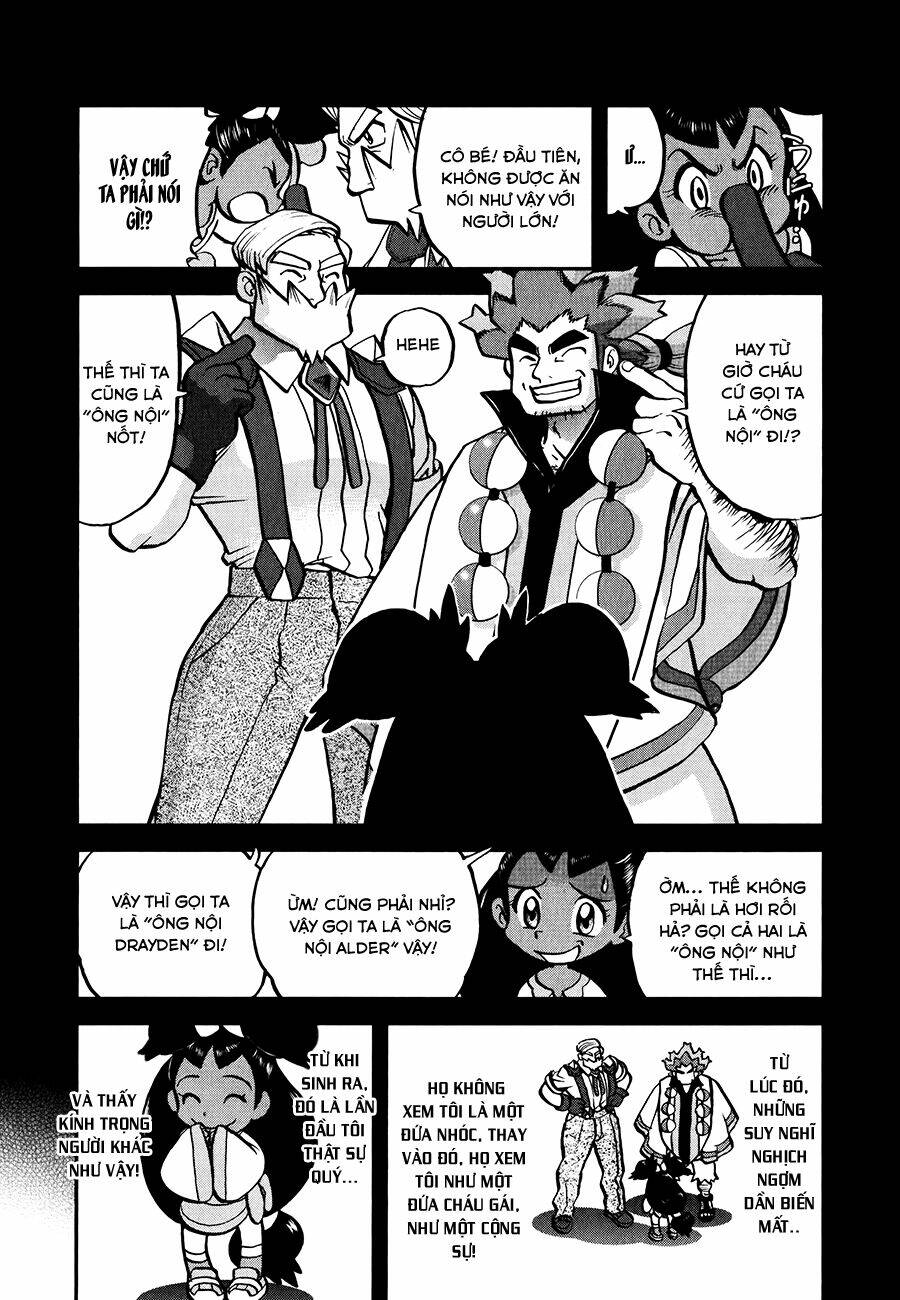 Ư...
フニュ...
CÔ BÉ! ĐẦU TIÊN,
KHÔNG ĐƯỢC ĂN
NÓI NHƯ VẬY VỚI
NGƯỜI LỚN!
VẬY CHỨ
TA PHẢI NÓI
GÌ!?
HAY TỪ
GIỜ CHÁU
CỨ GỌI TA
LÀ "ÔNG
NỘI" ĐI!?
HEHE
THẾ THÌ TA
CŨNG LÀ
"ÔNG NỘI"
NỐT!
ỜM... THẾ KHÔNG
PHẢI LÀ HƠI RỐI
HẢ? GỌI CẢ HAI LÀ
"ÔNG NỘI" NHƯ
THẾ THÌ...
ỪM! CŨNG PHẢI NHỈ?
VẬY GỌI TA LÀ "ÔNG
NỘI ALDER" VẬY!
VẬY THÌ GỌI TA
LÀ "ÔNG NỘI
DRAYDEN" ĐI!
TỪ
LÚC ĐÓ,
NHỮNG
SUY NGHĨ
NGHỊCH
NGỢM
DẦN BIẾN
MẤT..
HỌ KHÔNG
XEM TÔI LÀ MỘT
ĐỨA NHÓC, THAY
VÀO ĐÓ, HỌ XEM
TÔI NHƯ MỘT
ĐỨA CHÁU GÁI,
NHƯ MỘT CỘNG
SỰ!
TỪ KHI
SINH RA,
ĐÓ LÀ LẦN
ĐẦU TÔI
THẬT SỰ
QUÝ...
VÀ THẤY
KÍNH TRỌNG
NGƯỜI KHÁC
NHƯ VẬY!